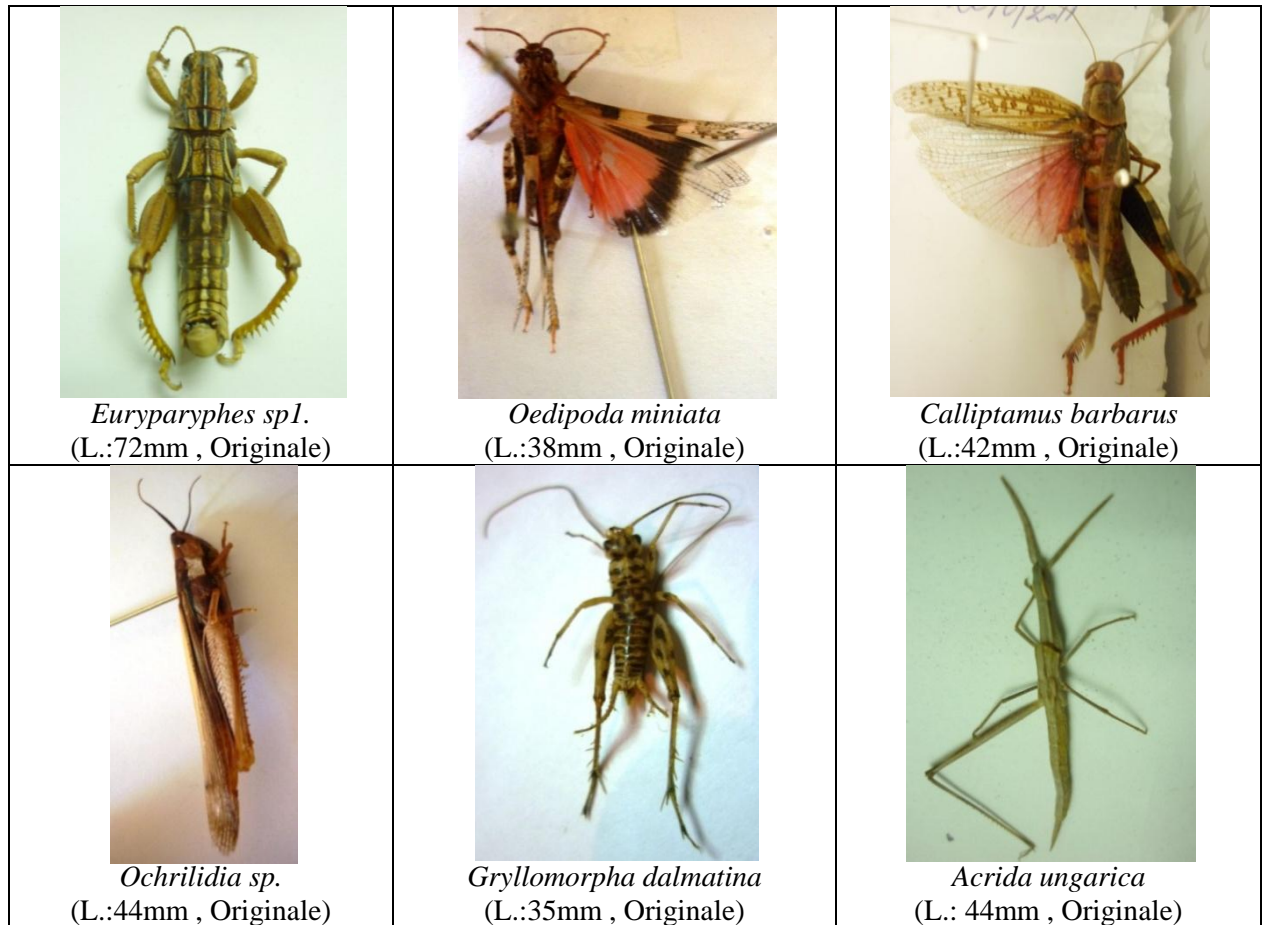 Euryparyphes sp1.
(L.:72mm , Originale)
Oedipoda miniata
(L.:38mm , Originale)
Calliptamus barbarus
(L.:42mm , Originale)
Ochrilidia sp.
(L.:44mm , Originale)
Gryllomorpha dalmatina
(L.:35mm , Originale)
Acrida ungarica
(L.: 44mm , Originale)